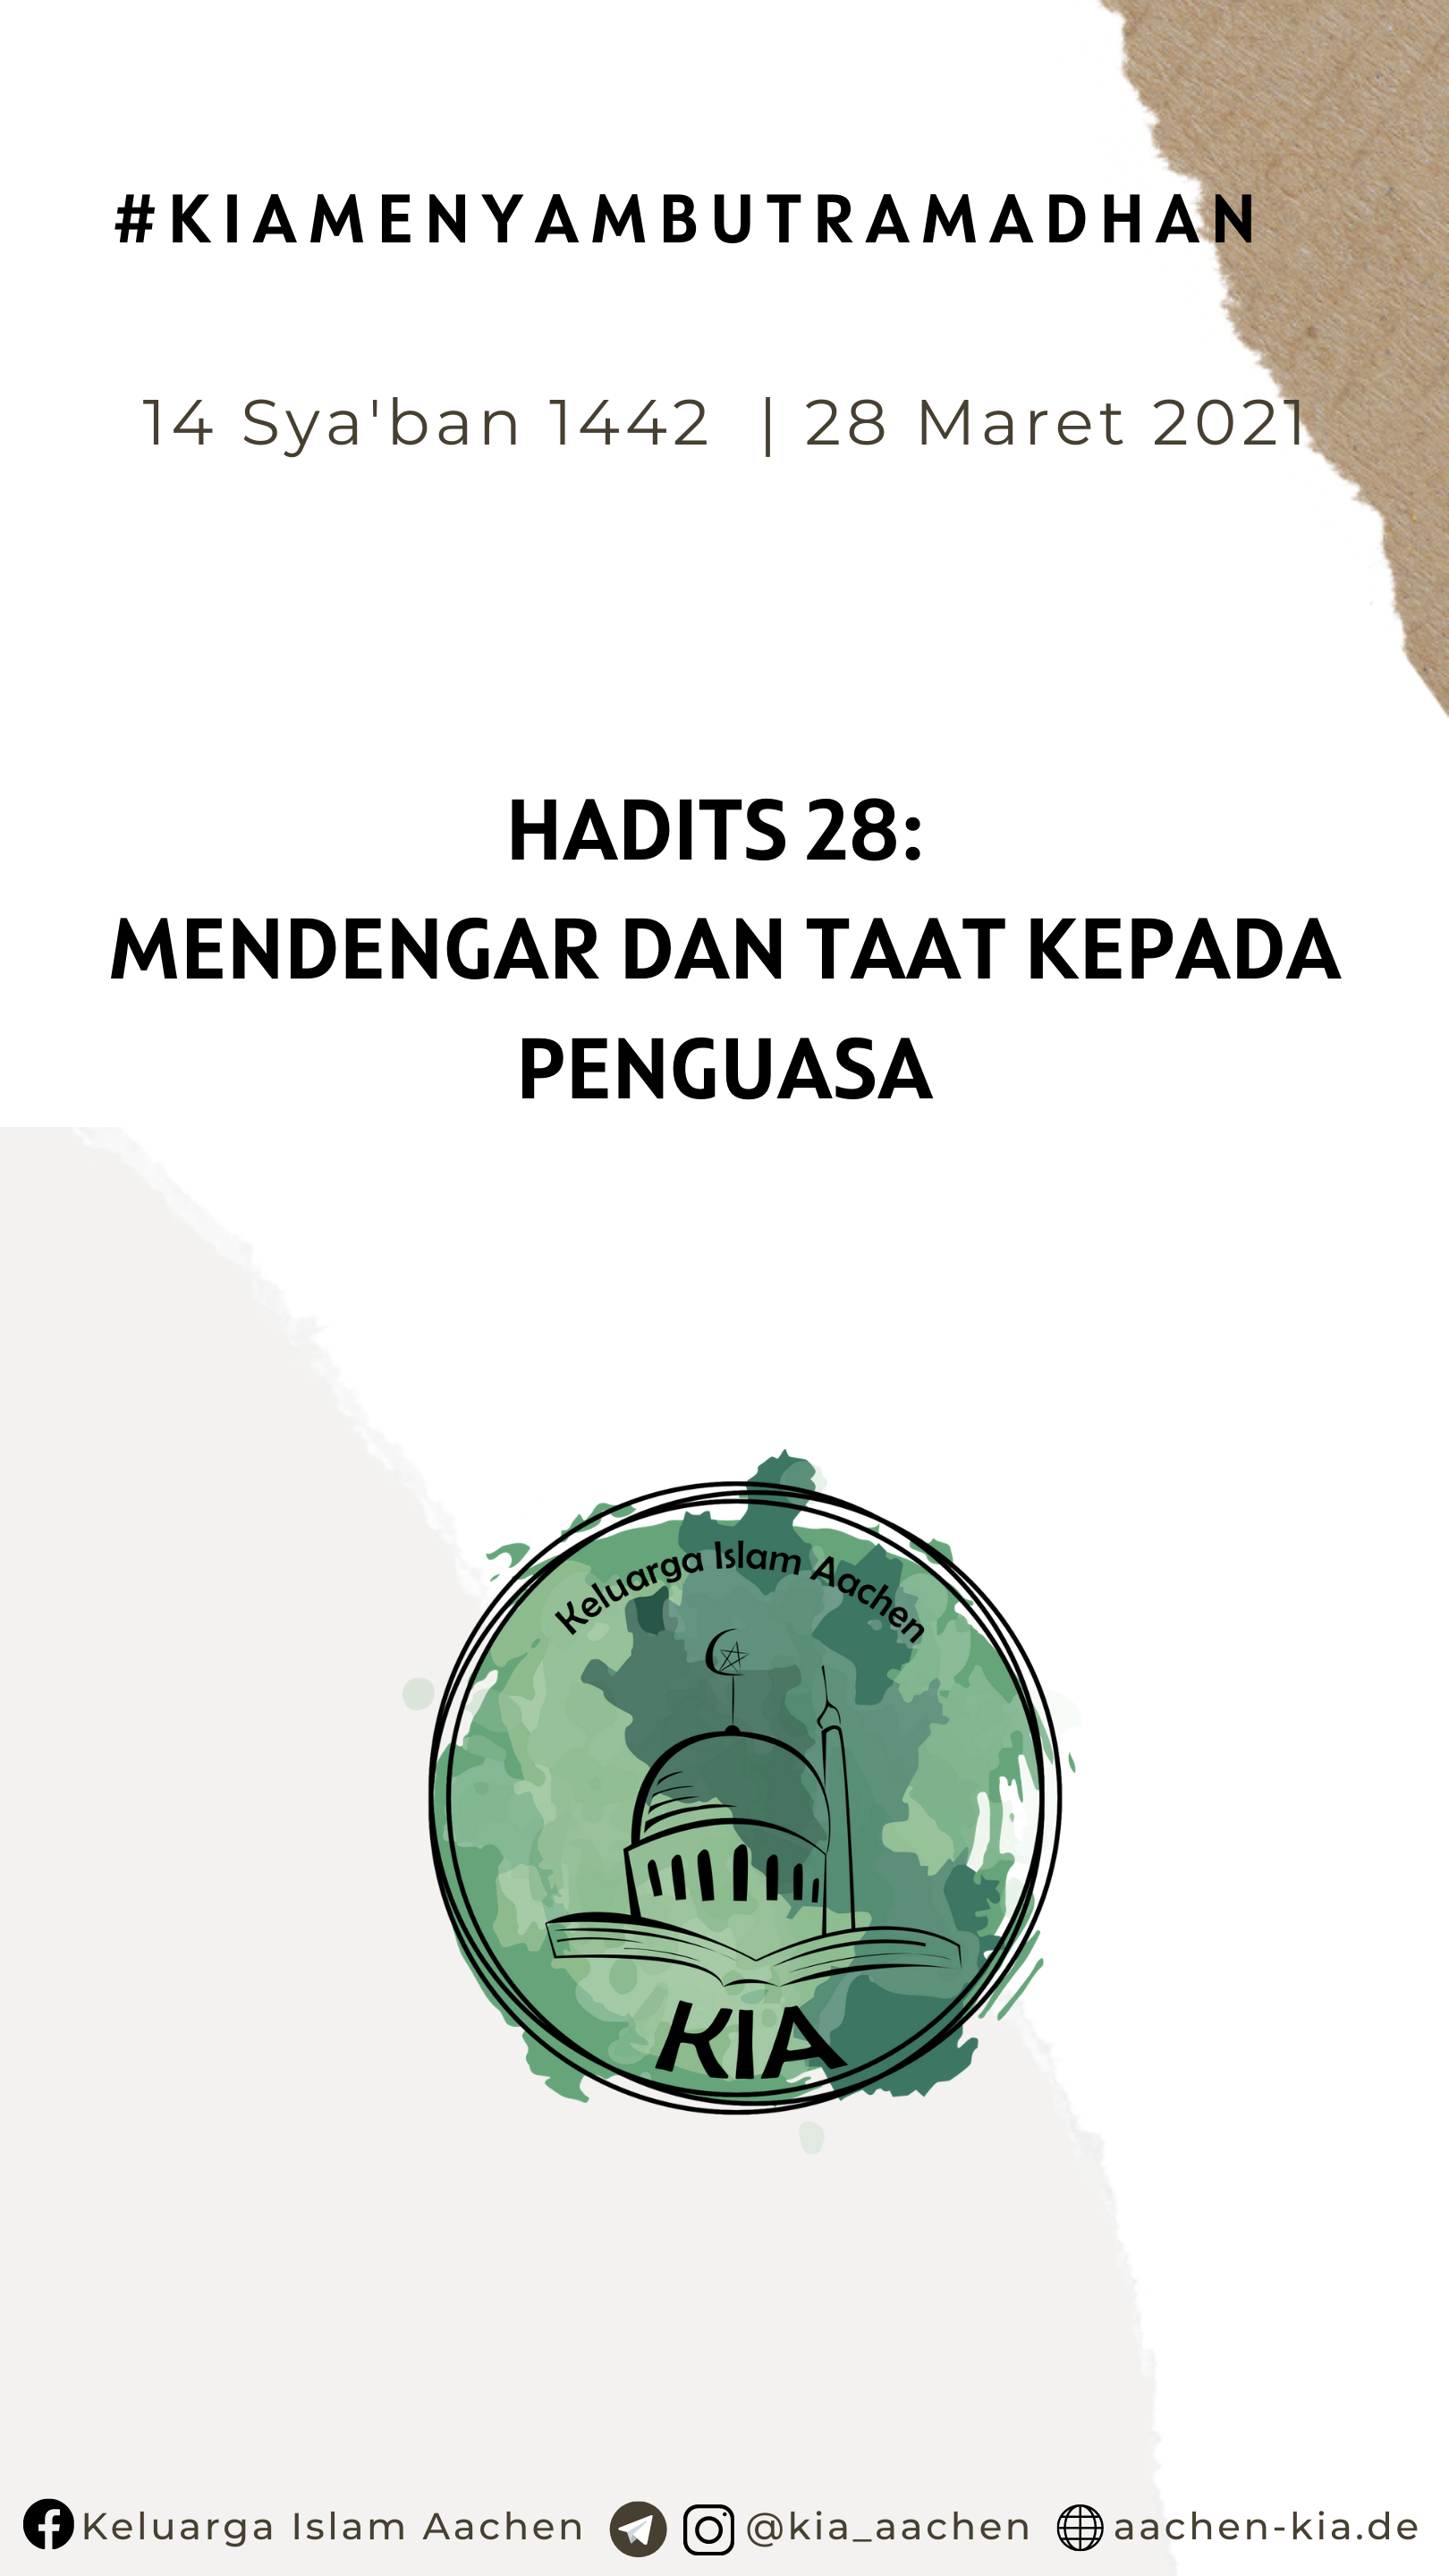 #KIAMENYAMBUTRAMADHAN
14 Sya'ban 1442 | 28 Maret 2021
HADITS 28:
MENDENGAR DAN TAAT KEPADA
PENGUASA
Keluarga Islam Aachen
KIA
Keluarga Islam Aachen @kia_aachen aachen-kia.de